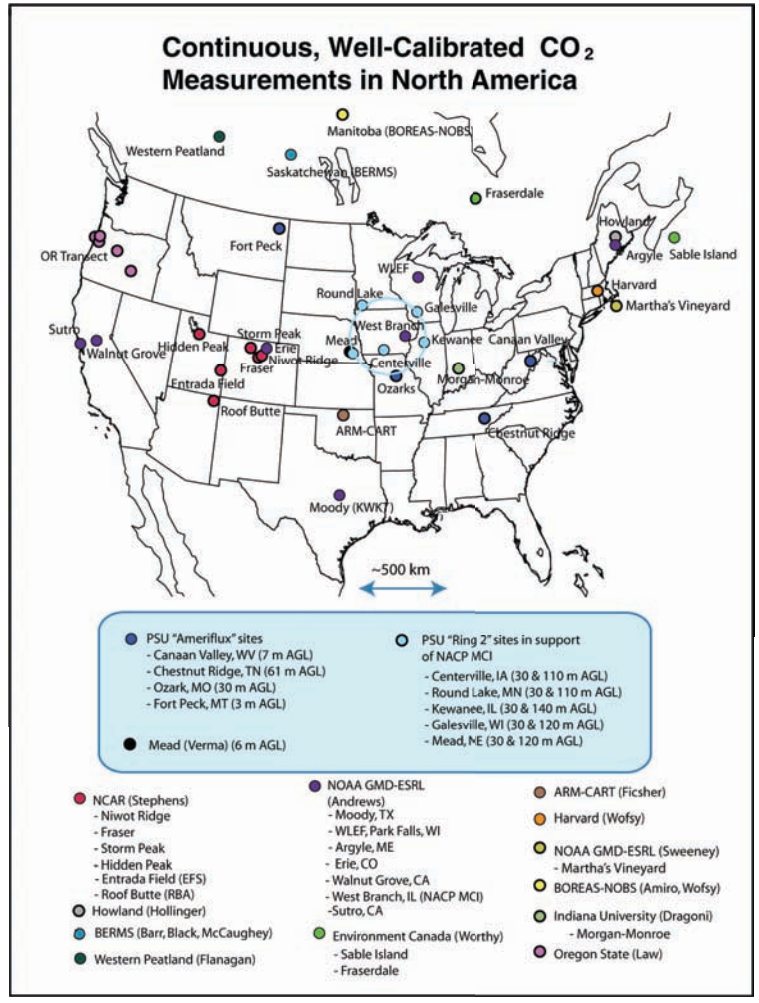 Continuous, Well-Calibrated CO2
Measurements in North America
Manitoba (BOREAS-NOBS)
Western Peatland
Saskatchewan (BERMS)
Fraserdale
Fort Peck
Howland
OR Transect
Argyle
Sable Island
WLEF
Harvard
Round Lake
Galesville
Martha's Vineyard
Sutro
Walnut Grove
Hidden Peak
Storm Peak
Erie
Niwot Ridge
Fraser
Mead
West Branch
Kewanee
Canaan Valley
Centerville
Entrada Field
Ozarks
Morgan-Monroe
Roof Butte
ARM-CART
Chestnut Ridge
Moody (KWKT)
~500 km
PSU "Ameriflux" sites
- Canaan Valley, WV (7 m AGL)
- Chestnut Ridge, TN (61 m AGL)
- Ozark, MO (30 m AGL)
- Fort Peck, MT (3 m AGL)
Mead (Verma) (6 m AGL)
PSU "Ring 2" sites in support
of NACP MCI
- Centerville, IA (30 & 110 m AGL)
- Round Lake, MN (30 & 110 m AGL)
- Kewanee, IL (30 & 140 m AGL)
- Galesville, WI (30 & 120 m AGL)
- Mead, NE (30 & 120 m AGL)
NCAR (Stephens)
- Niwot Ridge
- Fraser
- Storm Peak
- Hidden Peak
- Entrada Field (EFS)
- Roof Butte (RBA)
Howland (Hollinger)
BERMS (Barr, Black, McCaughey)
Western Peatland (Flanagan)
NOAA GMD-ESRL
(Andrews)
- Moody, TX
- WLEF, Park Falls, WI
- Argyle, ME
- Erie, CO
- Walnut Grove, CA
- West Branch, IL (NACP MCI)
-Sutro, CA
Environment Canada (Worthy)
- Sable Island
- Fraserdale
ARM-CART (Ficsher)
Harvard (Wofsy)
NOAA GMD-ESRL (Sweeney)
- Martha's Vineyard
BOREAS-NOBS (Amiro, Wofsy)
Indiana University (Dragoni)
- Morgan-Monroe
Oregon State (Law)